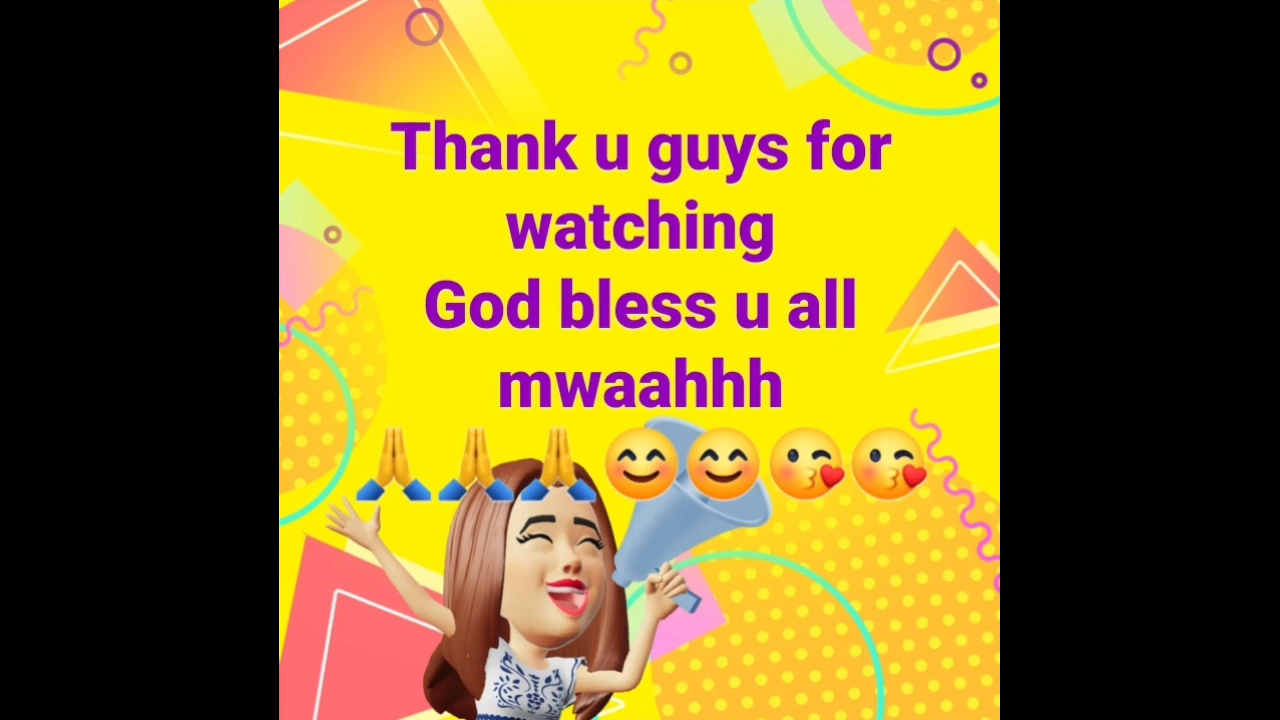 Thank u guys for
watching
God bless u all
mwaahhh
🙏🙏🙏😊😊😘😘